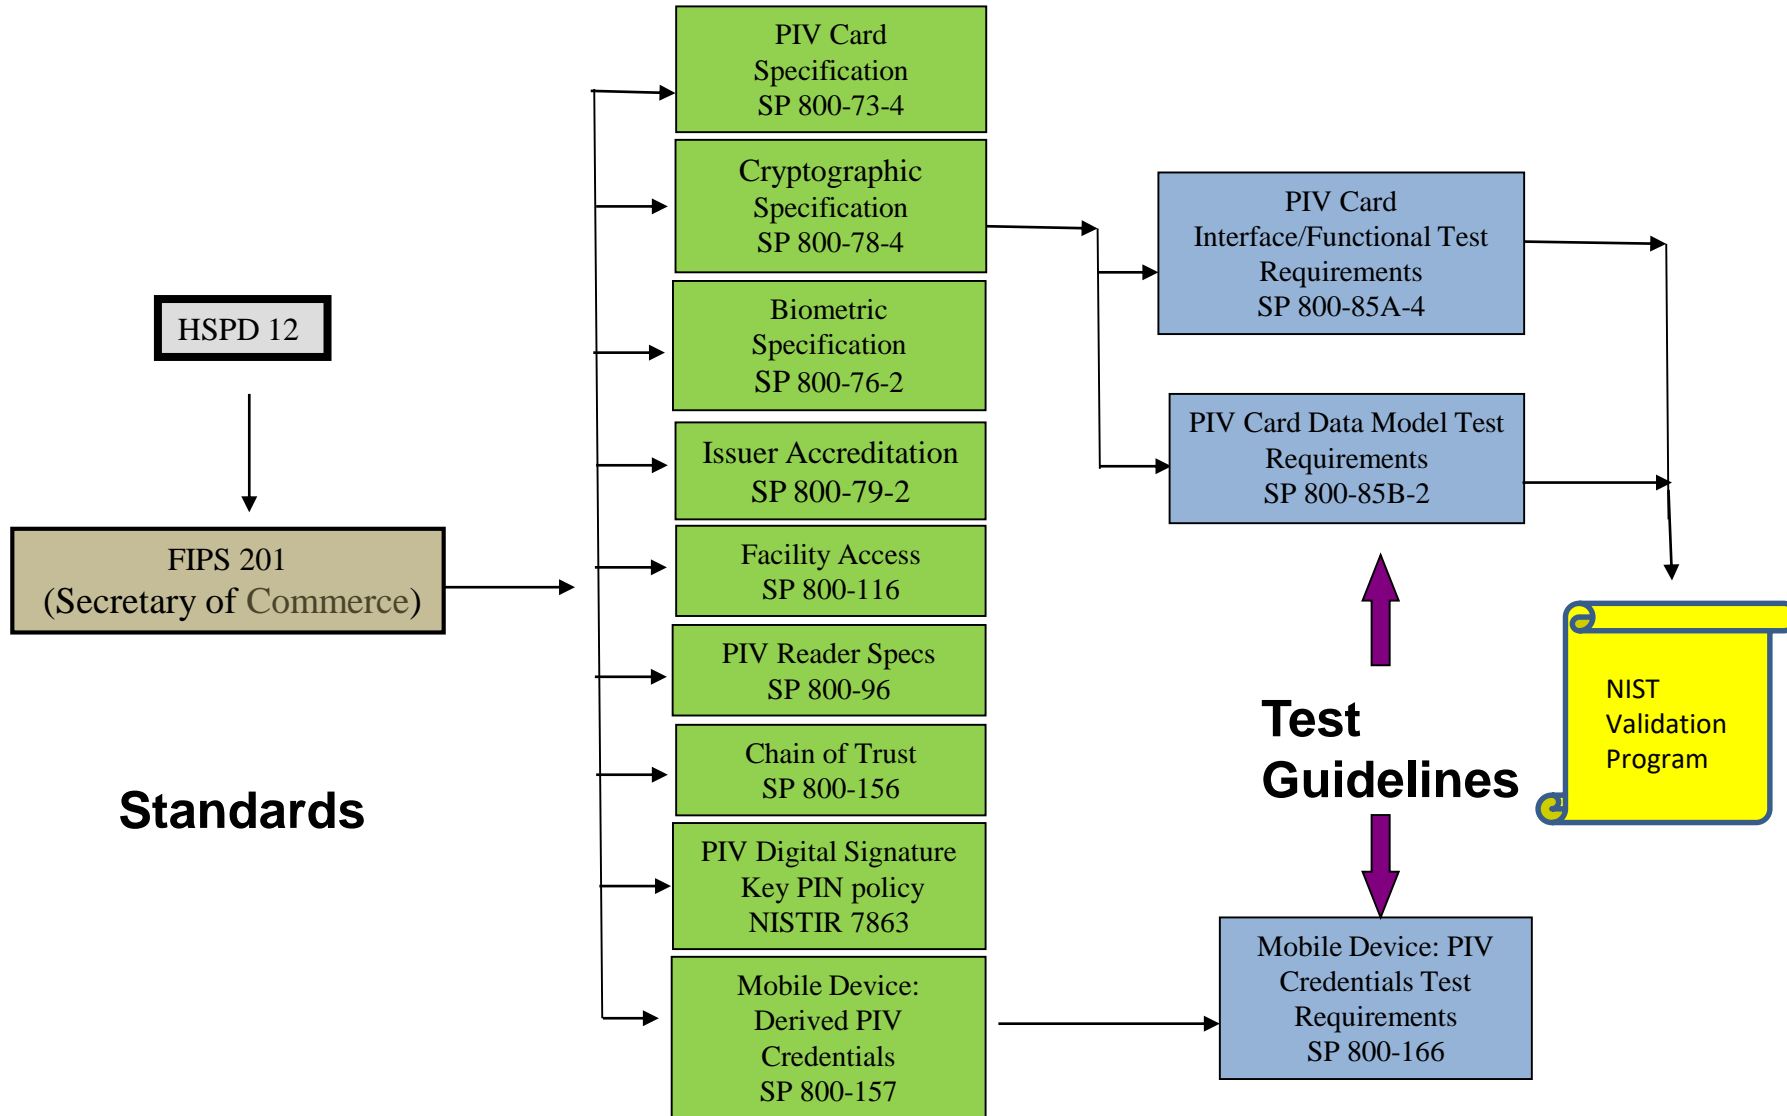 PIV Card
Specification
SP 800-73-4
Cryptographic
Specification
SP 800-78-4
Biometric
Specification
SP 800-76-2
Issuer Accreditation
SP 800-79-2
Facility Access
SP 800-116
PIV Reader Specs
SP 800-96
Chain of Trust
SP 800-156
PIV Digital Signature
Key PIN policy
NISTIR 7863
Mobile Device:
Derived PIV
Credentials
SP 800-157
HSPD 12
FIPS 201
(Secretary of Commerce)
Standards
PIV Card
Interface/Functional Test
Requirements
SP 800-85A-4
PIV Card Data Model Test
Requirements
SP 800-85B-2
Test
Guidelines
Mobile Device: PIV
Credentials Test
Requirements
SP 800-166
NIST
Validation
Program